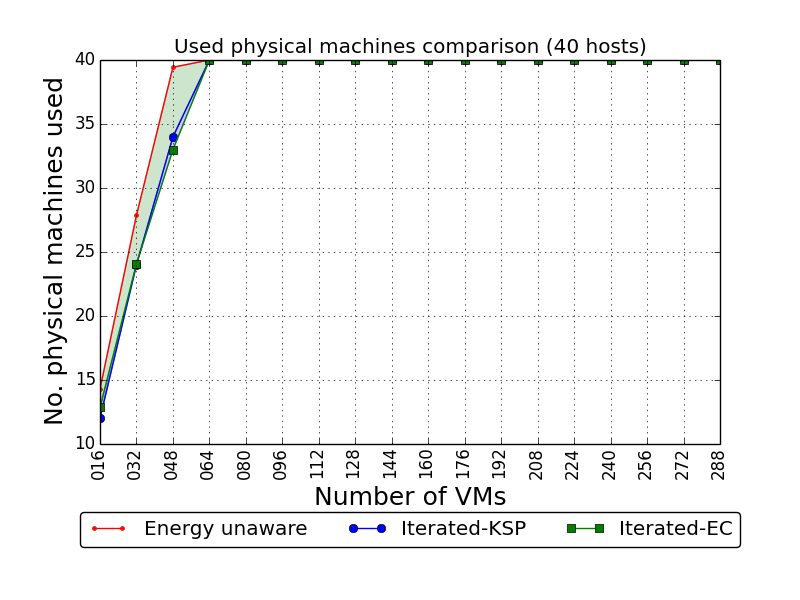 Used physical machines comparison (40 hosts)
No. physical machines used
40
35
30
25
20
15
10
016 032 048 064 080 096 112 128 144 160 176 192 208 224 240 256 272 288
Number of VMs
Energy unaware Iterated-KSP Iterated-EC